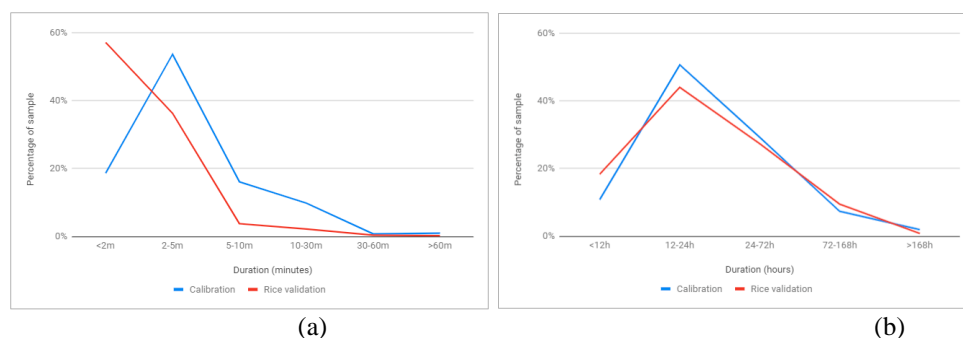 60%
40%
20%
0%
Percentage of sample
<2m 2-5m 5-10m 10-30m 30-60m >60m
Duration (minutes)
Calibration Rice validation
(a)
60%
40%
20%
0%
Percentage of sample
<12h 12-24h 24-72h 72-168h >168h
Duration (hours)
Calibration Rice validation
(b)